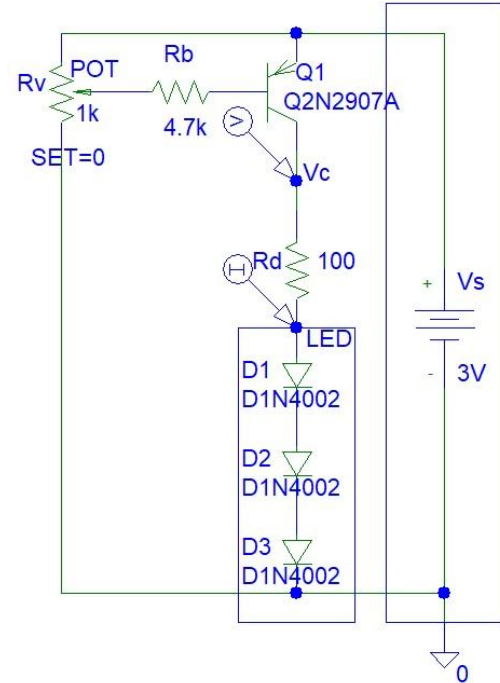 Rb
POT
Rv
1k
SET=0
4.7k
Q1
Q2N2907A
V
Vc
I
Rd
100
LED
D1
D1N4002
D2
D1N4002
D3
D1N4002
+
Vs
-
3V
0